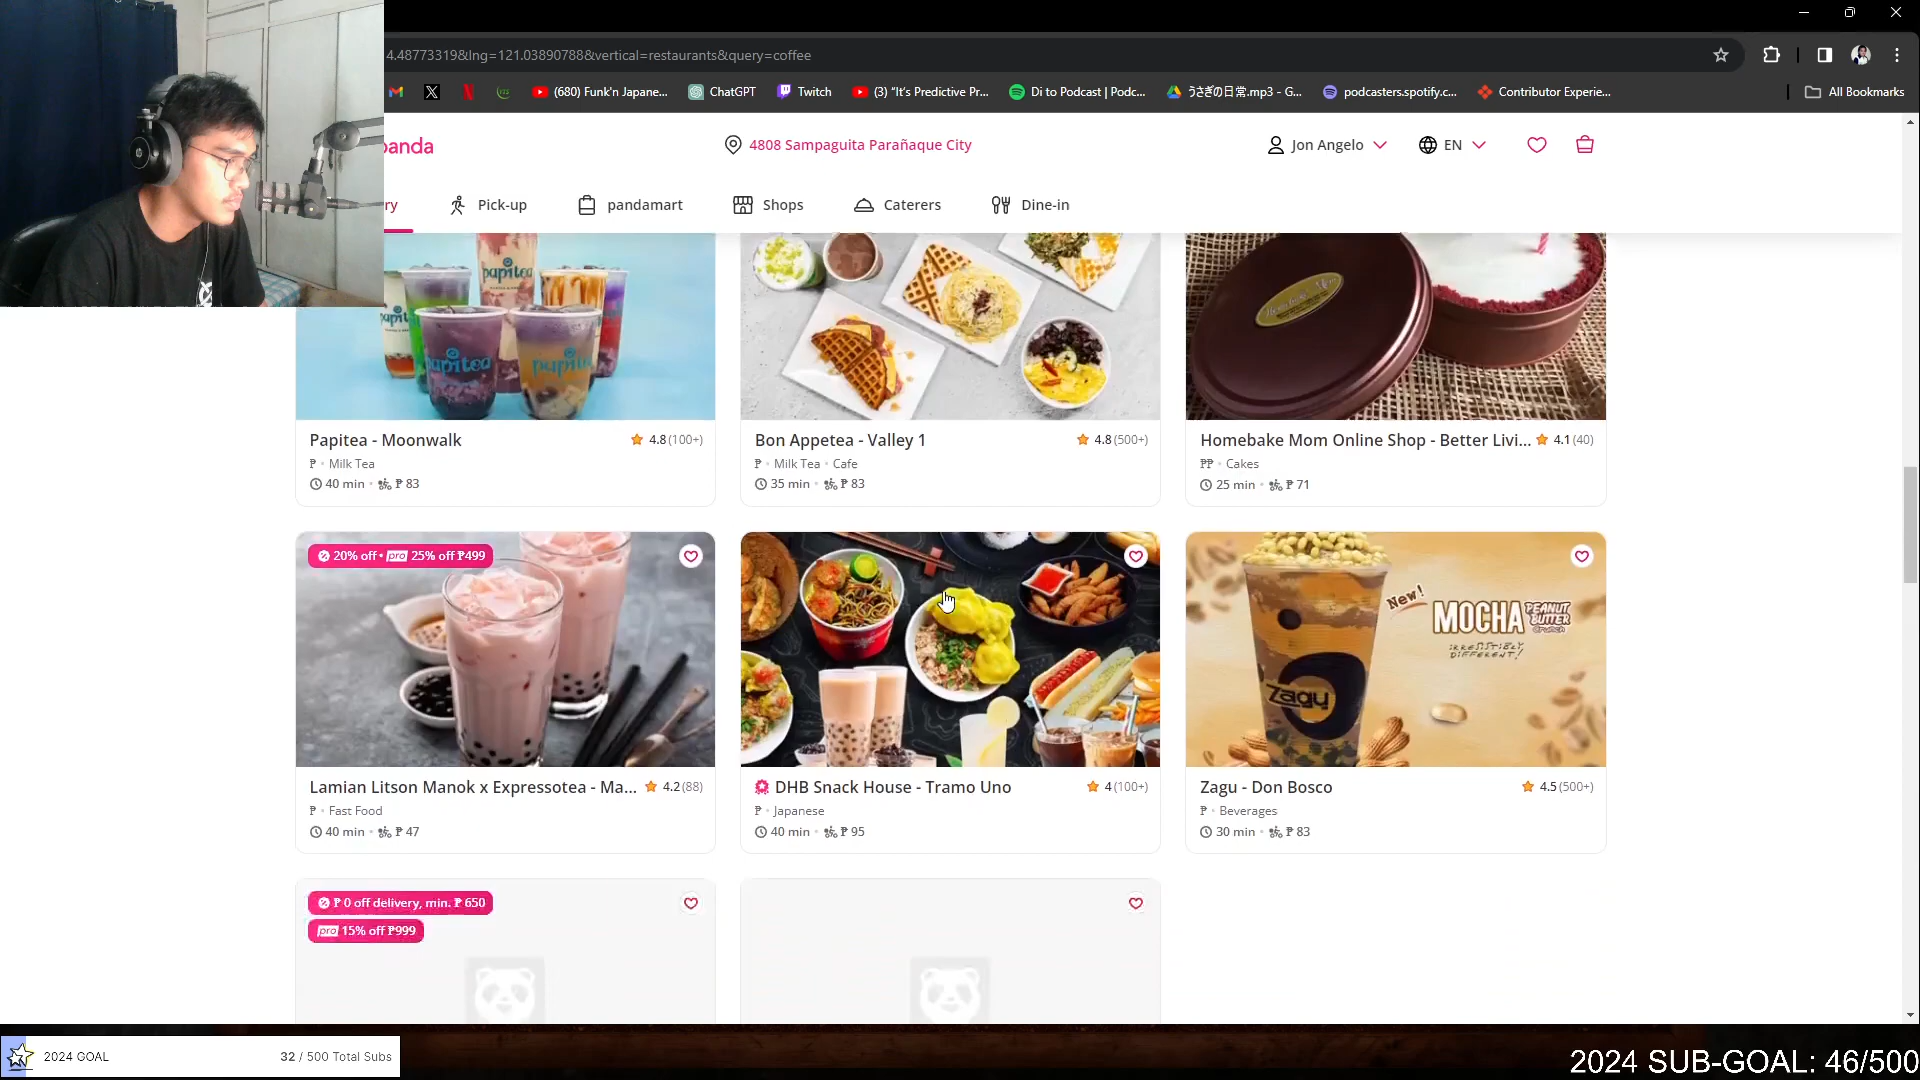 4.48773319&lng=121.03890788&vertical=restaurants&query=coffee
(680) Funk'n Japane...
ChatGPT
Twitch
(3) "It's Predictive Pr...
Di to Podcast | Podc...
うさぎの日常.mp3 - G...
podcasters.spotify.c...
Contributor Experie...
All Bookmarks
panda
4808 Sampaguita Parañaque City
Jon Angelo
EN
ry
Pick-up
pandamart
Shops
Caterers
Dine-in
papitea
papitea
Papitea - Moonwalk
4.8 (100+)
₱ • Milk Tea
40 min • ₱ 83
Bon Appetea - Valley 1
4.8 (500+)
₱ • Milk Tea • Cafe
35 min • ₱ 83
Homebake Mom Online Shop - Better Livi...
4.1 (40)
₱₱ • Cakes
25 min • ₱ 71
20% off • pro 25% off ₱499
New!
MOCHA PEANUT BUTTER
Crunch
IRRESISTIBLY DIFFERENT!
Zagu
Lamian Litson Manok x Expressotea - Ma...
4.2 (88)
₱ • Fast Food
40 min • ₱ 47
DHB Snack House - Tramo Uno
4 (100+)
₱ • Japanese
40 min • ₱ 95
Zagu - Don Bosco
4.5 (500+)
₱ • Beverages
30 min • ₱ 83
₱ 0 off delivery, min. ₱ 650
pro 15% off ₱999
2024 GOAL
32 / 500 Total Subs
2024 SUB-GOAL: 46/500